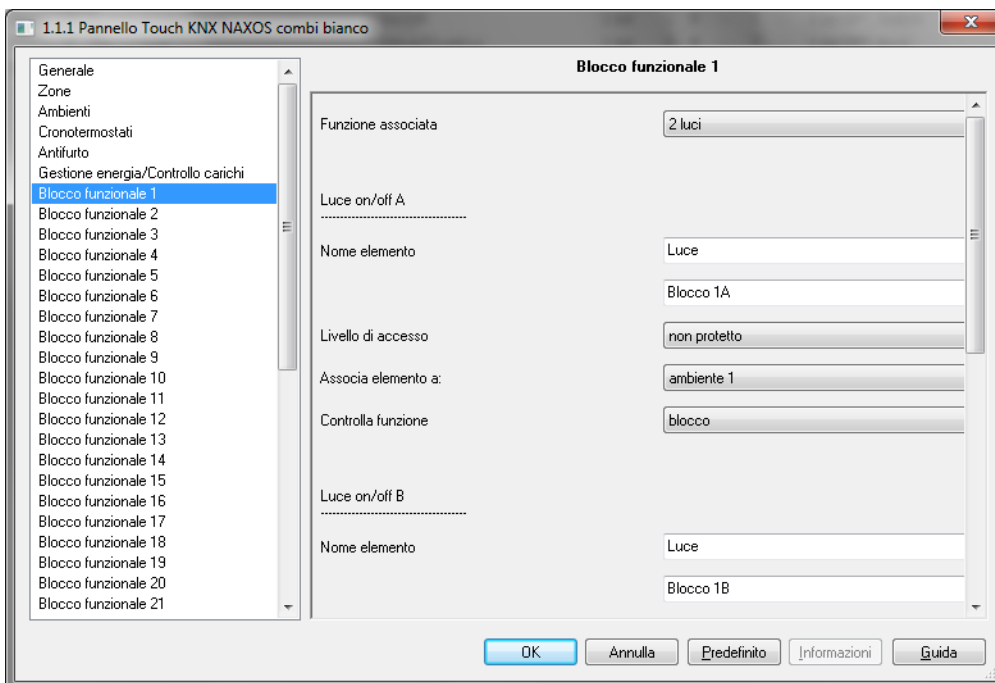 1.1.1 Pannello Touch KNX NAXOS combi bianco
Generale
Zone
Ambienti
Cronotermostati
Antifurto
Gestione energia/Controllo carichi
Blocco funzionale 1
Blocco funzionale 2
Blocco funzionale 3
Blocco funzionale 4
Blocco funzionale 5
Blocco funzionale 6
Blocco funzionale 7
Blocco funzionale 8
Blocco funzionale 9
Blocco funzionale 10
Blocco funzionale 11
Blocco funzionale 12
Blocco funzionale 13
Blocco funzionale 14
Blocco funzionale 15
Blocco funzionale 16
Blocco funzionale 17
Blocco funzionale 18
Blocco funzionale 19
Blocco funzionale 20
Blocco funzionale 21
Blocco funzionale 1
Funzione associata 2 luci
Luce on/off A
------------------------------------
Nome elemento Luce
Blocco 1A
Livello di accesso non protetto
Associa elemento a: ambiente 1
Controlla funzione blocco
Luce on/off B
------------------------------------
Nome elemento Luce
Blocco 1B
OK Annulla Predefinito Informazioni Guida